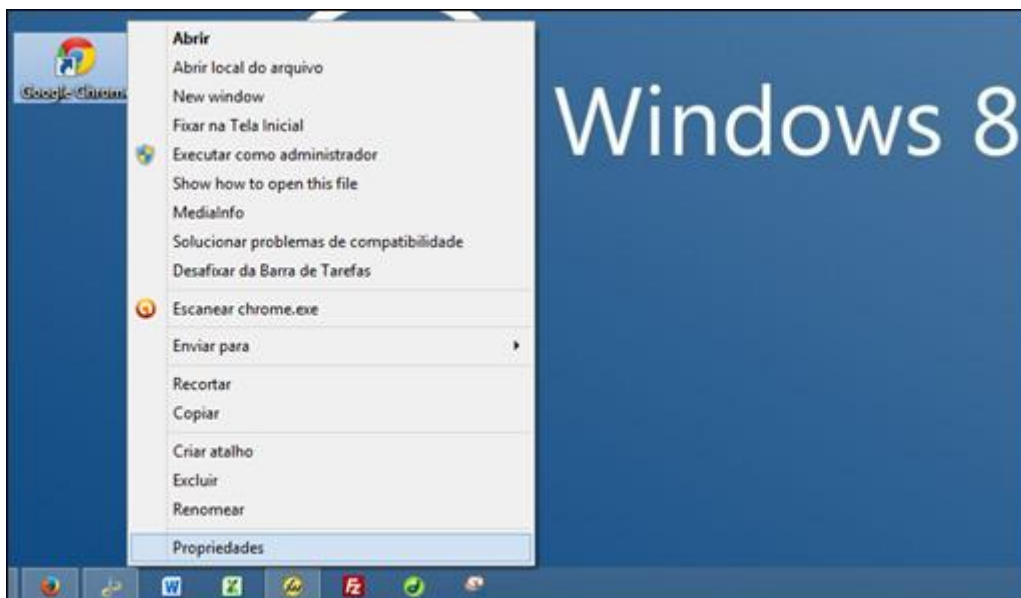 Google Chrome
Abrir
Abrir local do arquivo
New window
Fixar na Tela Inicial
Executar como administrador
Show how to open this file
MediaInfo
Solucionar problemas de compatibilidade
Desafixar da Barra de Tarefas
Escanear chrome.exe
Enviar para
Recortar
Copiar
Criar atalho
Excluir
Renomear
Propriedades
Windows 8
W
X
Fw
Fz